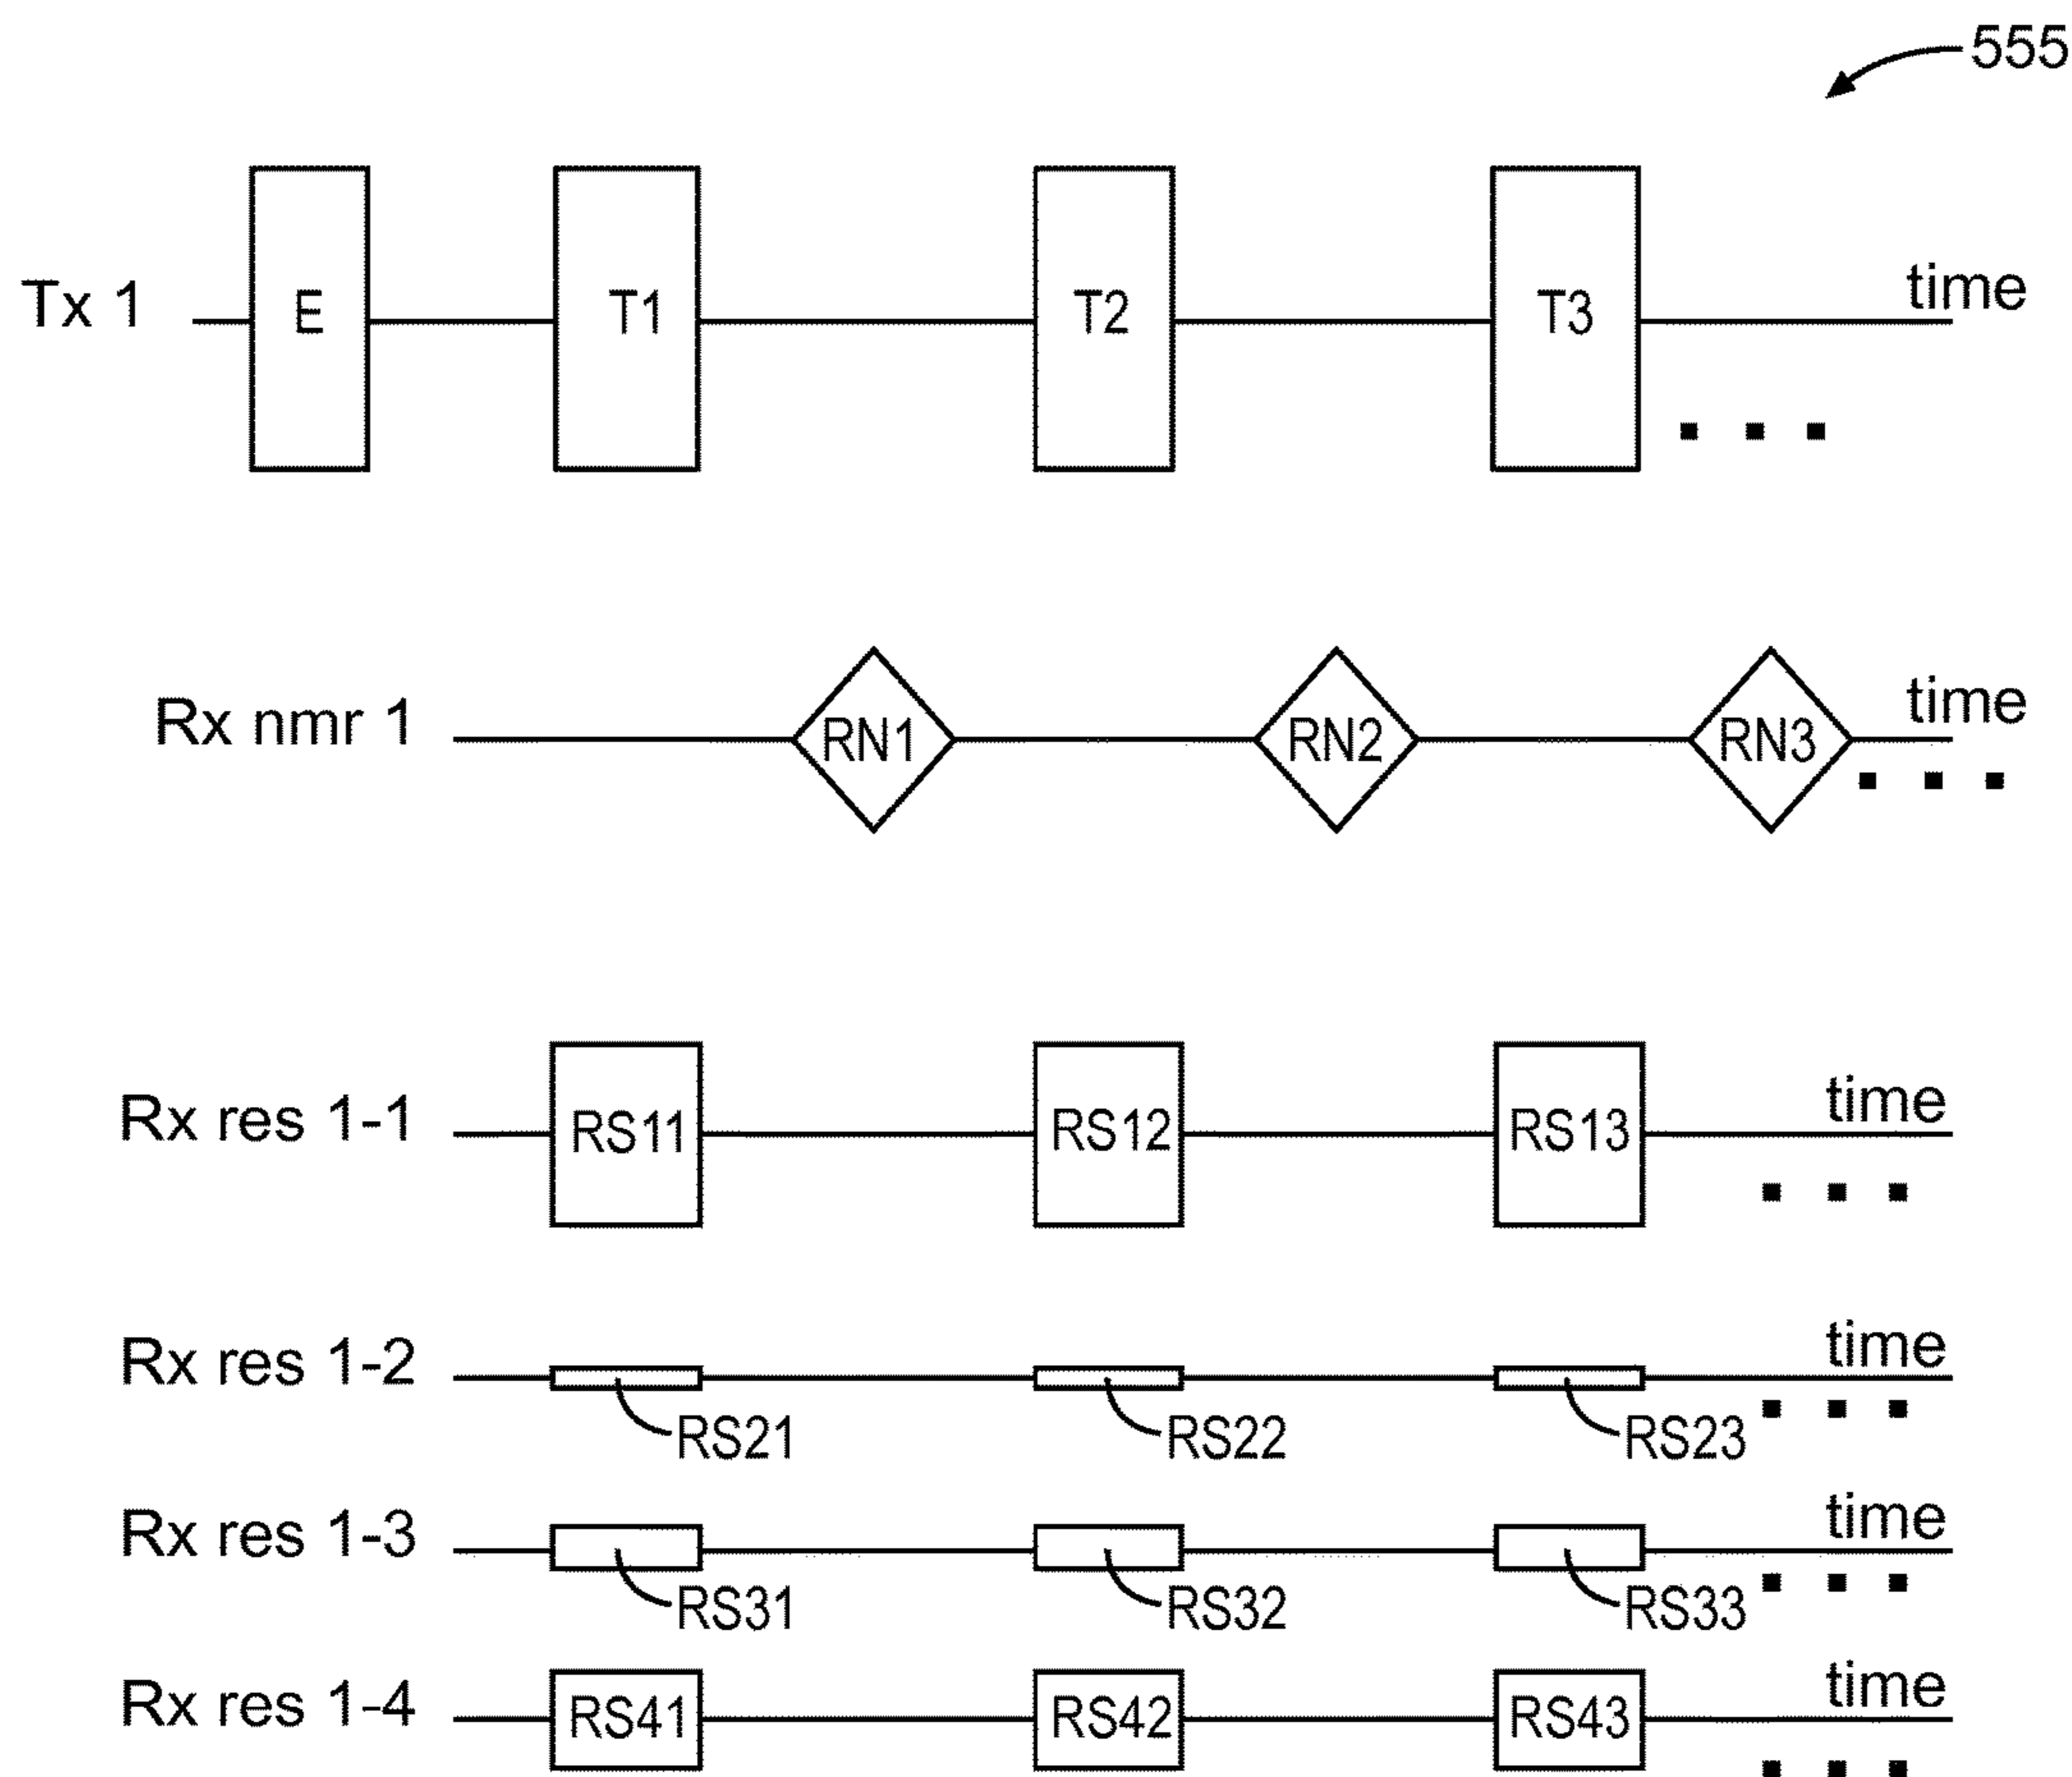 555
Tx 1 E T1 T2 T3 time
Rx nmr 1 RN1 RN2 RN3 time
Rx res 1-1 RS11 RS12 RS13 time
Rx res 1-2 time
RS21 RS22 RS23
Rx res 1-3 time
RS31 RS32 RS33
Rx res 1-4 RS41 RS42 RS43 time